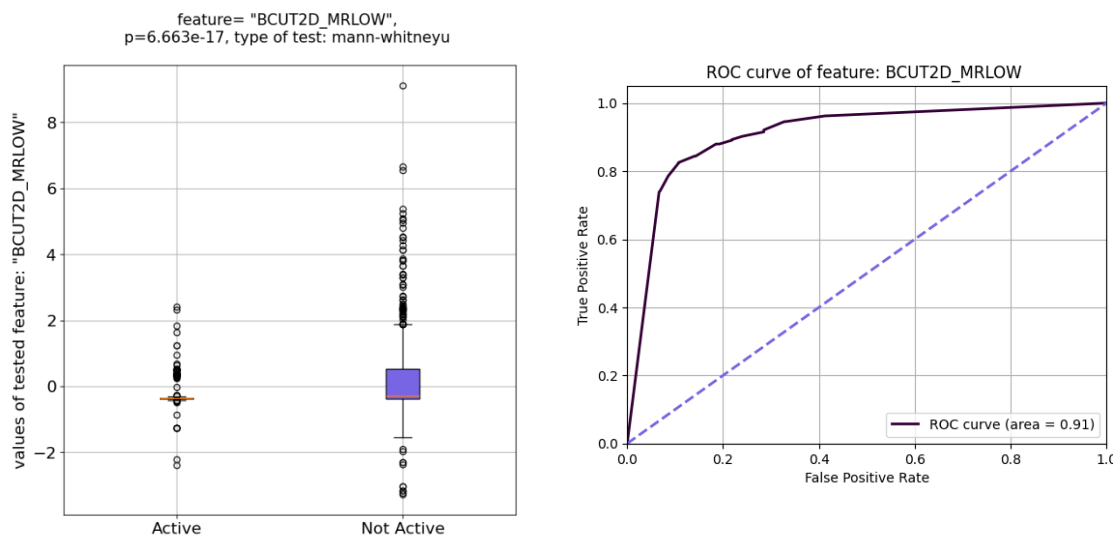 feature= "BCUT2D_MRLOW",
p=6.663e-17, type of test: mann-whitneyu
values of tested feature: "BCUT2D_MRLOW"
8
6
4
2
0
−2
Active
Not Active
ROC curve of feature: BCUT2D_MRLOW
True Positive Rate
1.0
0.8
0.6
0.4
0.2
0.0
ROC curve (area = 0.91)
0.0
0.2
0.4
0.6
0.8
1.0
False Positive Rate